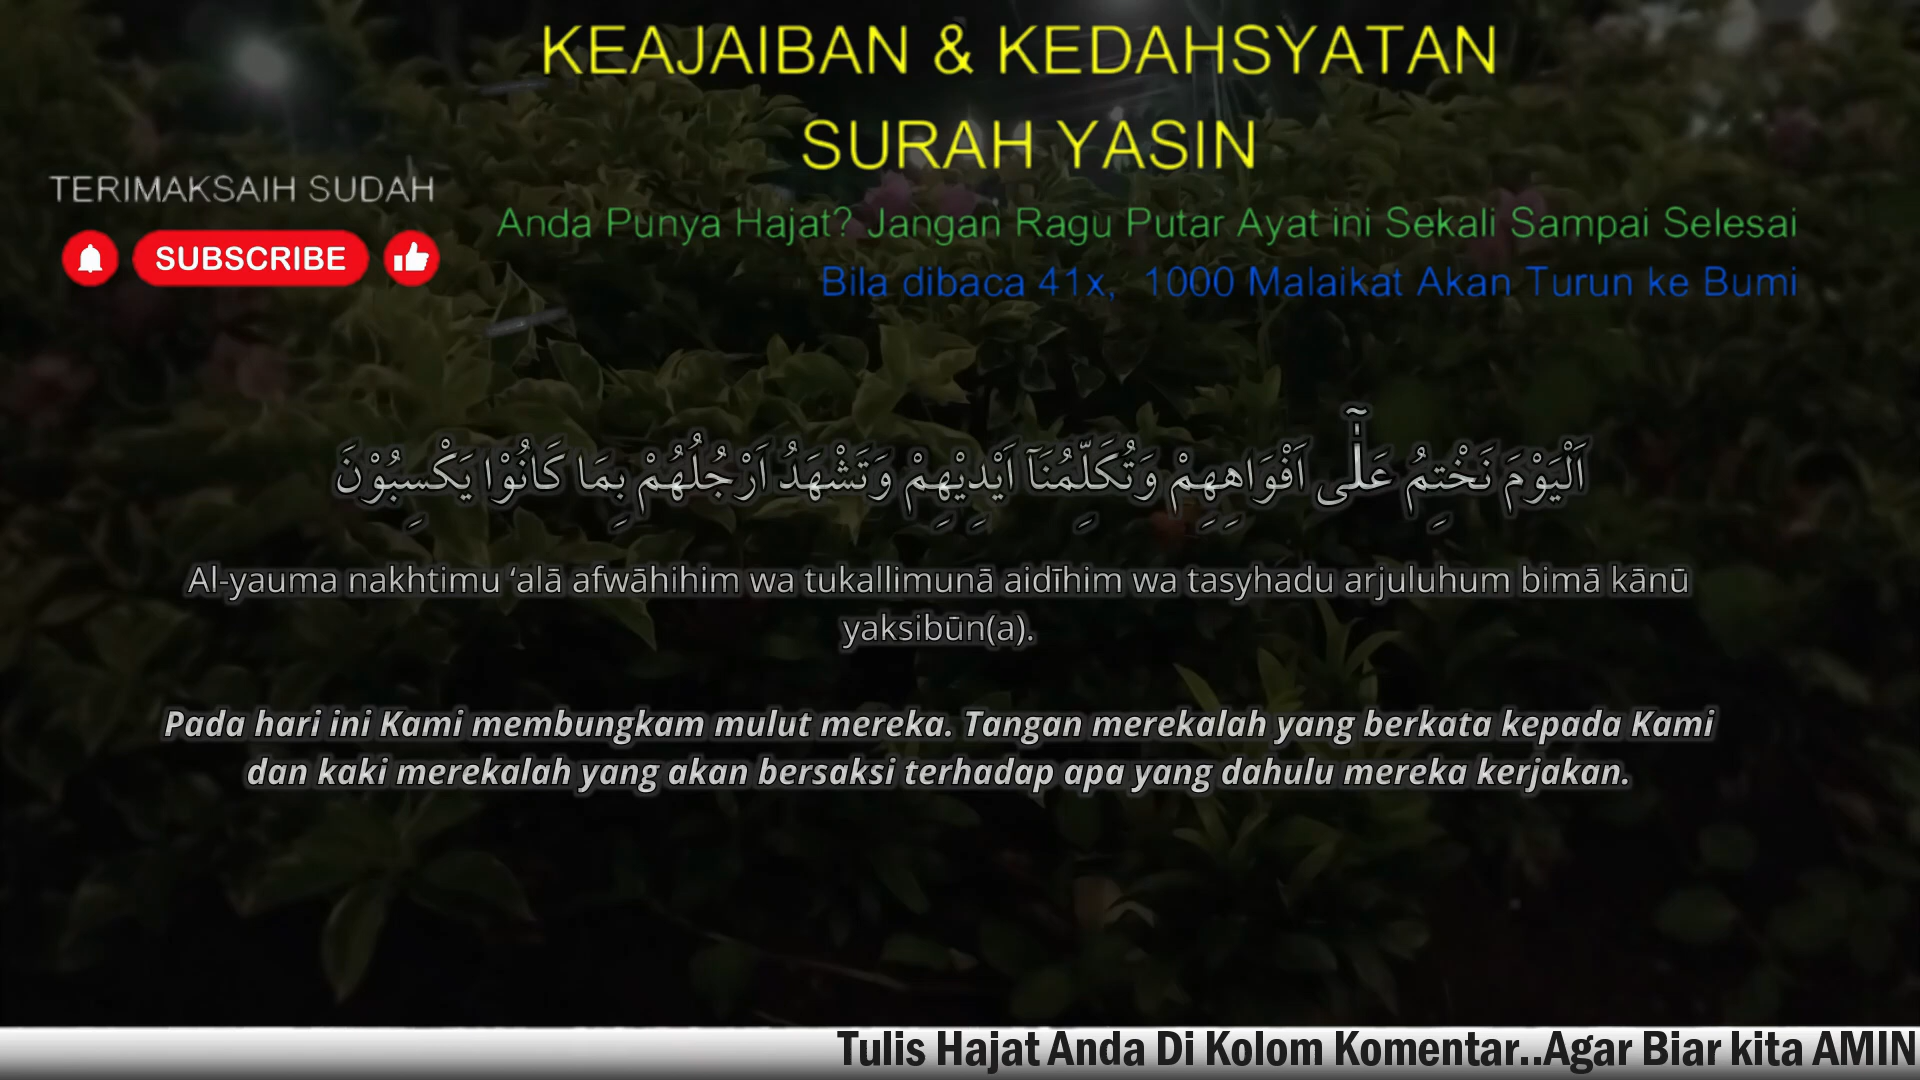 KEAJAIBAN & KEDAHSYATAN
SURAH YASIN
TERIMAKSAIH SUDAH
SUBSCRIBE
Anda Punya Hajat? Jangan Ragu Putar Ayat ini Sekali Sampai Selesai
Bila dibaca 41x, 1000 Malaikat Akan Turun ke Bumi
اَلْيَوْمَ نَخْتِمُ عَلٰٓى اَفْوَاهِهِمْ وَتُكَلِّمُنَآ اَيْدِيْهِمْ وَتَشْهَدُ اَرْجُلُهُمْ بِمَا كَانُوْا يَكْسِبُوْنَ
Al-yauma nakhtimu ‘alā afwāhihim wa tukallimunā aidīhim wa tasyhadu arjuluhum bimā kānū
yaksibūn(a).
Pada hari ini Kami membungkam mulut mereka. Tangan merekalah yang berkata kepada Kami
dan kaki merekalah yang akan bersaksi terhadap apa yang dahulu mereka kerjakan.
Tulis Hajat Anda Di Kolom Komentar..Agar Biar kita AMIN